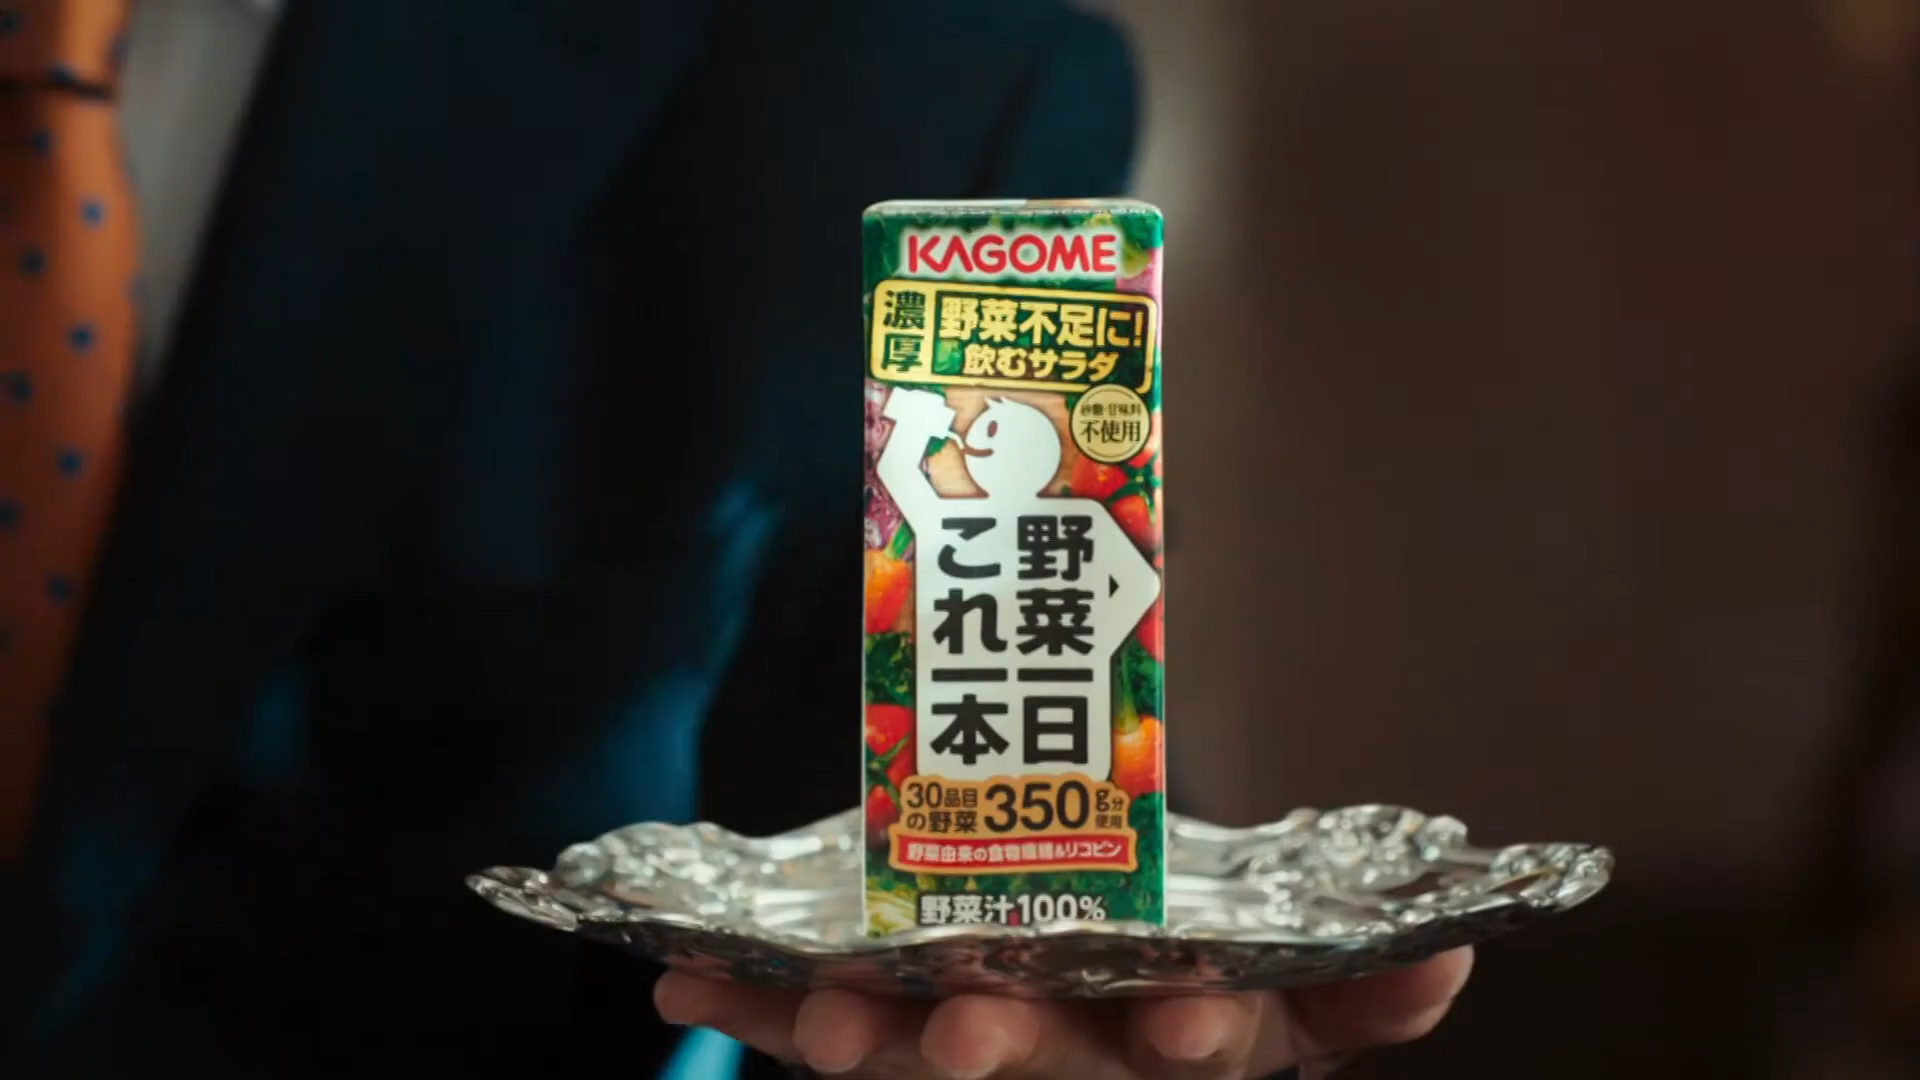 KAGOME
濃厚
野菜不足に!
飲むサラダ
砂糖・甘味料
不使用
野菜一日
これ一本
30品目
の野菜
350g分
使用
野菜由来の食物繊維&リコピン
野菜汁100%